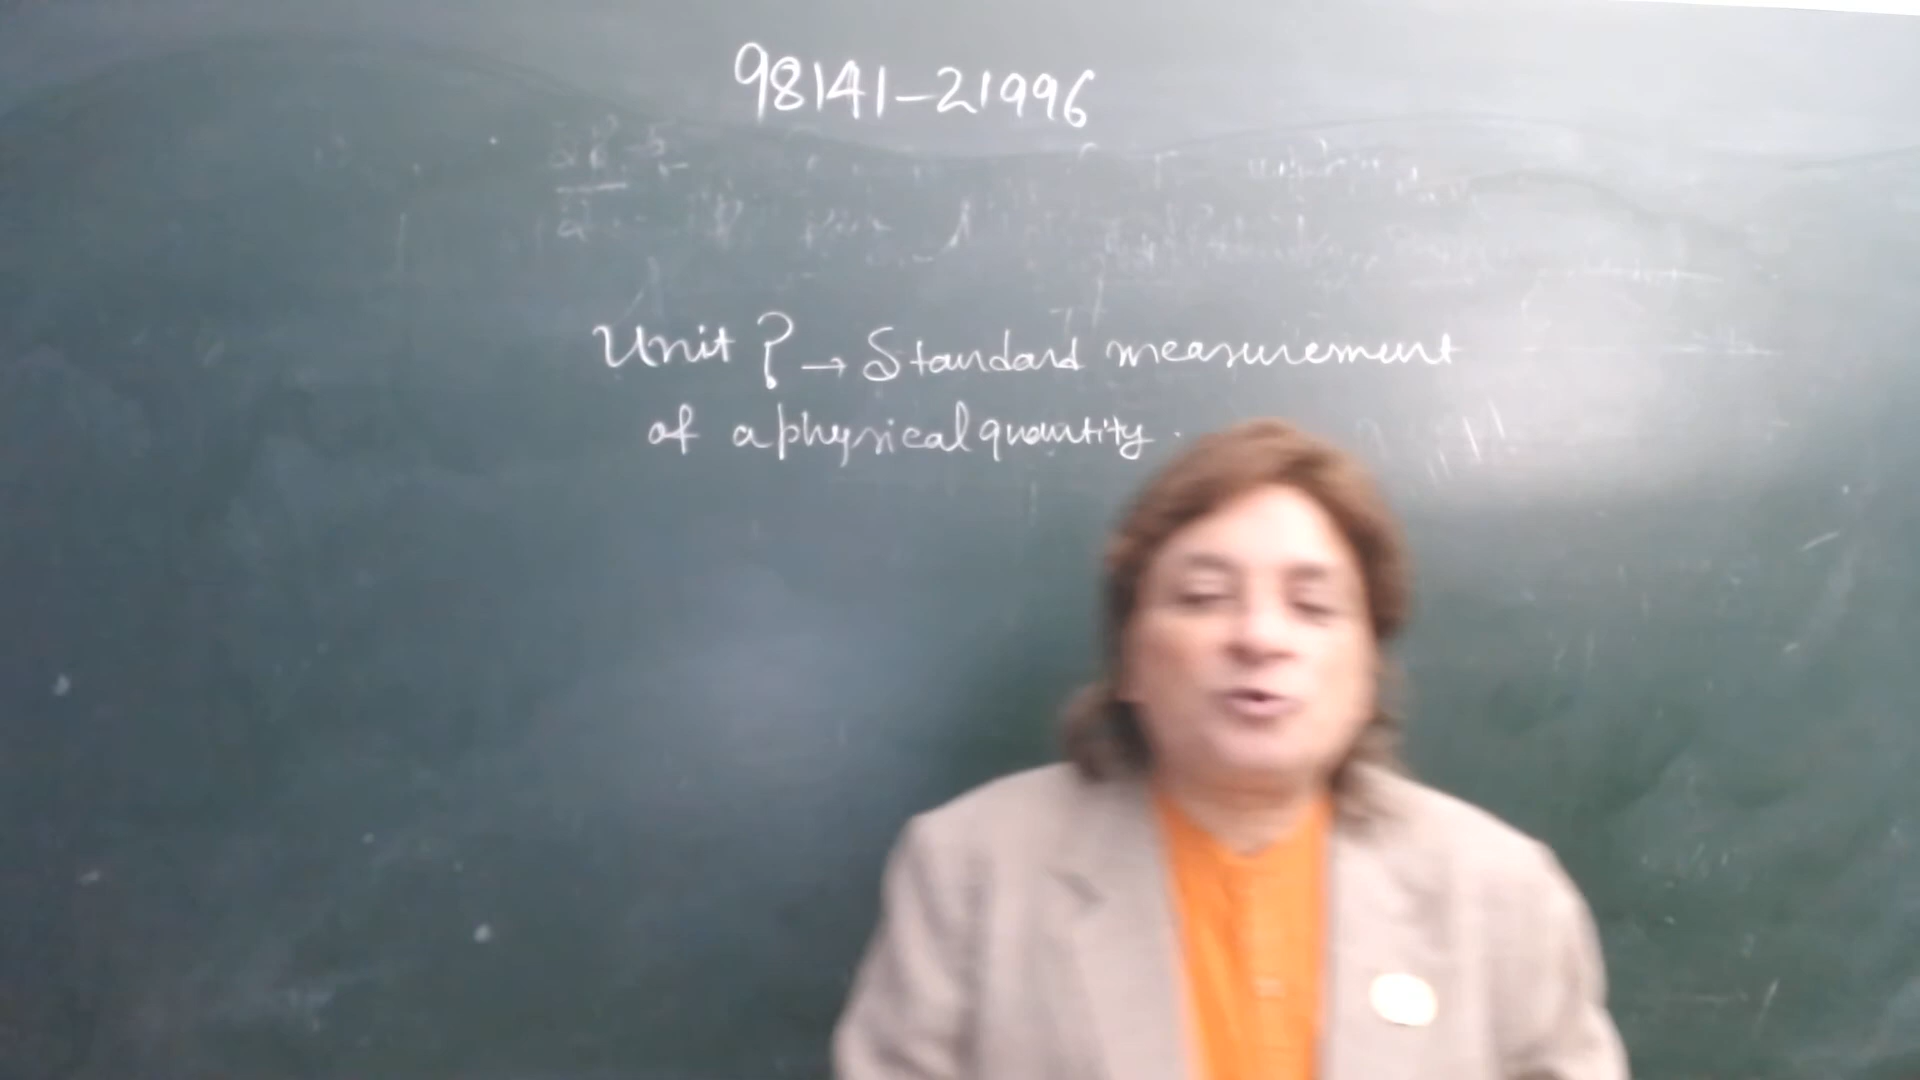 98141-21996
Unit ? → Standard measurement
of a physical quantity.